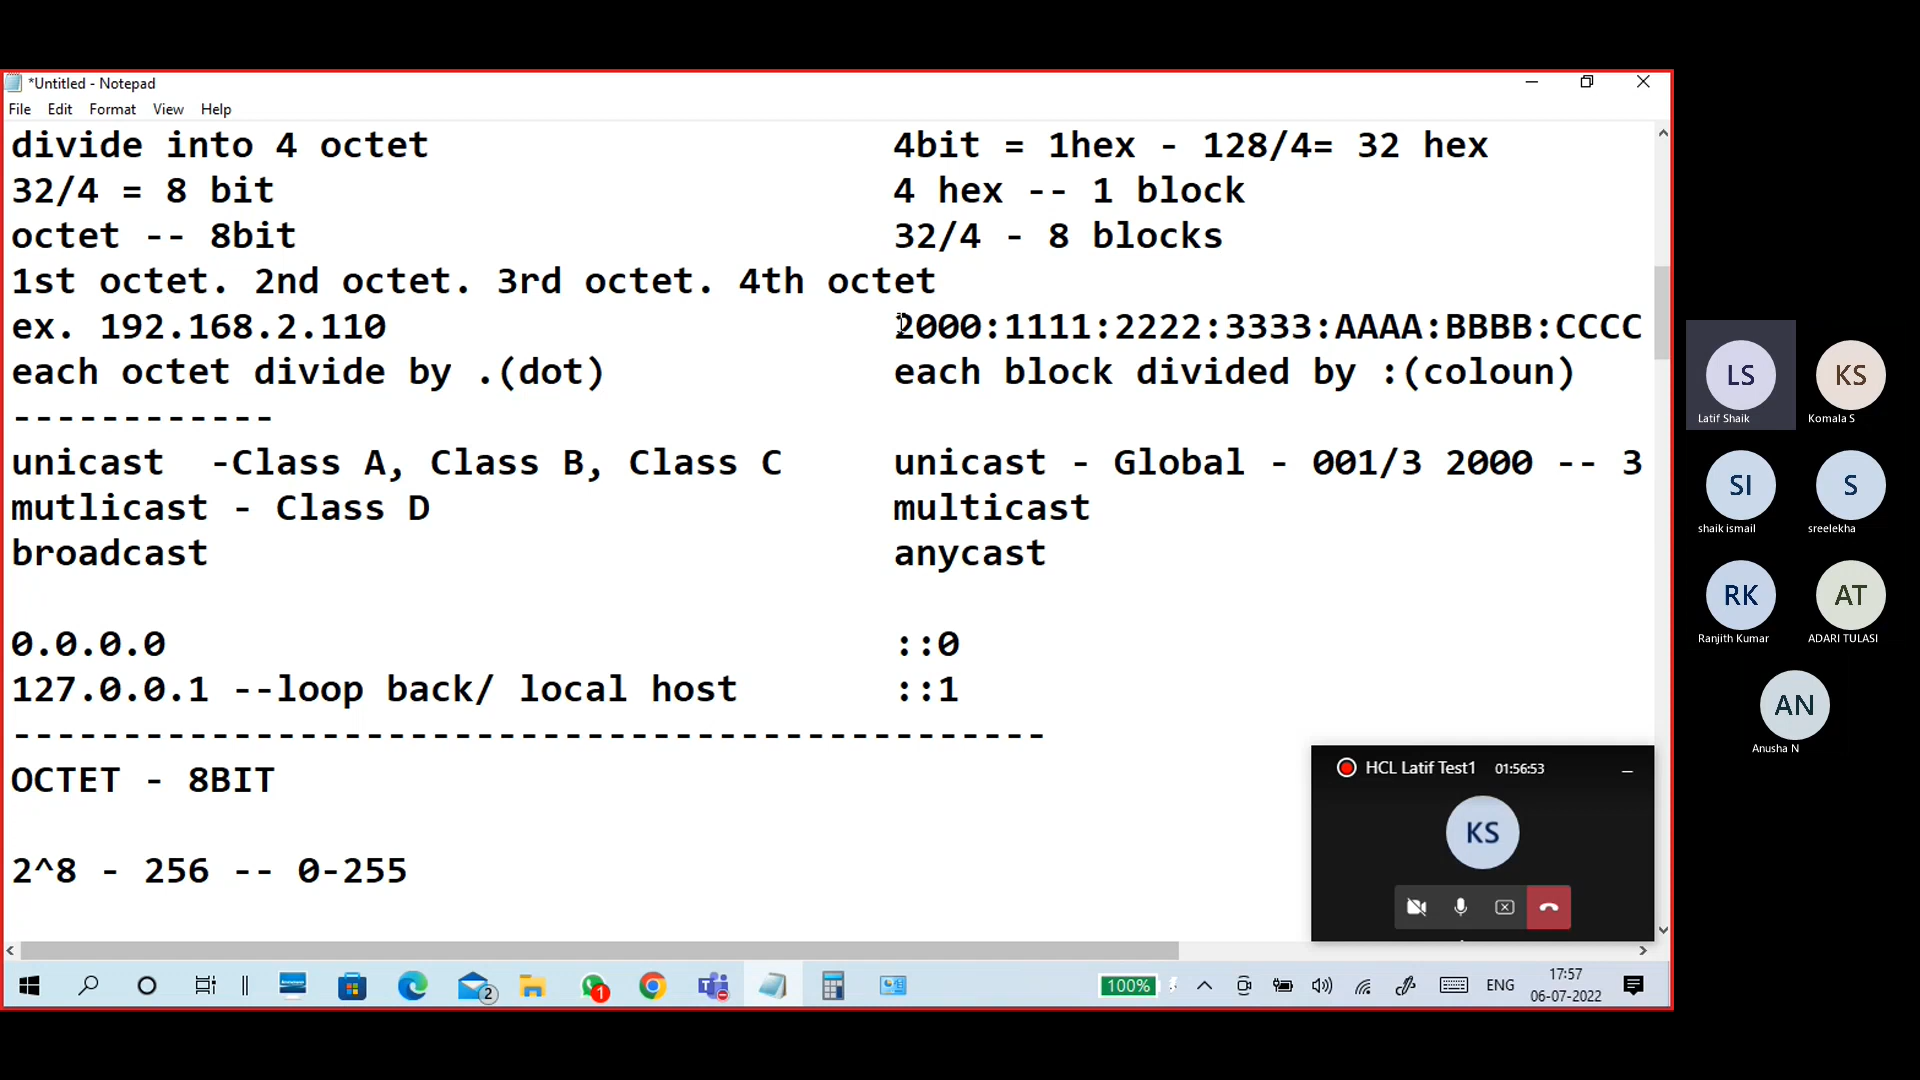 *Untitled - Notepad
File Edit Format View Help
divide into 4 octet 4bit = 1hex - 128/4= 32 hex
32/4 = 8 bit 4 hex -- 1 block
octet -- 8bit 32/4 - 8 blocks
1st octet. 2nd octet. 3rd octet. 4th octet
ex. 192.168.2.110 2000:1111:2222:3333:AAAA:BBBB:CCCC
each octet divide by .(dot) each block divided by :(coloun)
------------
unicast -Class A, Class B, Class C unicast - Global - 001/3 2000 -- 3
mutlicast - Class D multicast
broadcast anycast
0.0.0.0 ::0
127.0.0.1 --loop back/ local host ::1
-----------------------------------------------
OCTET - 8BIT
2^8 - 256 -- 0-255
HCL Latif Test1 01:56:53
KS
2
1
100%
ENG
17:57
06-07-2022
LS KS
Latif Shaik Komala S
SI S
shaik ismail sreelekha
RK AT
Ranjith Kumar ADARI TULASI
AN
Anusha N